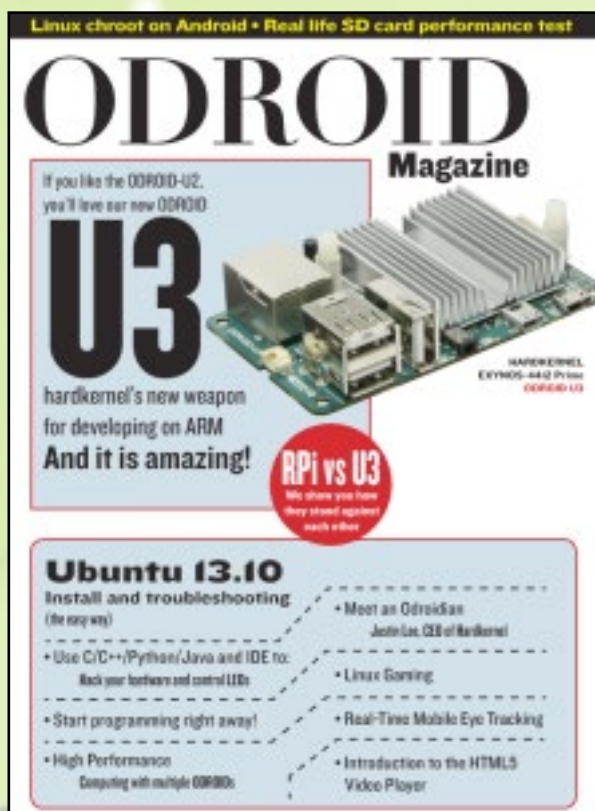 Linux chroot on Android • Real life SD card performance test
ODROID
Magazine
If you like the ODROID-U2,
you'll love our new ODROID
U3
hardkernel's new weapon
for developing on ARM
And it is amazing!
HARDKERNEL
EXYNOS-4412 Prime
ODROID U3
RPi vs U3
We show you how
they stand against
each other
Ubuntu 13.10
Install and troubleshooting
(the easy way)
• Use C/C++/Python/Java and IDE to:
Hack your hardware and control LEDs
• Start programming right away!
• High Performance
Computing with multiple ODROIDs
• Meet an Odroidian
Justin Lee, CEO of Hardkernel
• Linux Gaming
• Real-Time Mobile Eye Tracking
• Introduction to the HTML5
Video Player